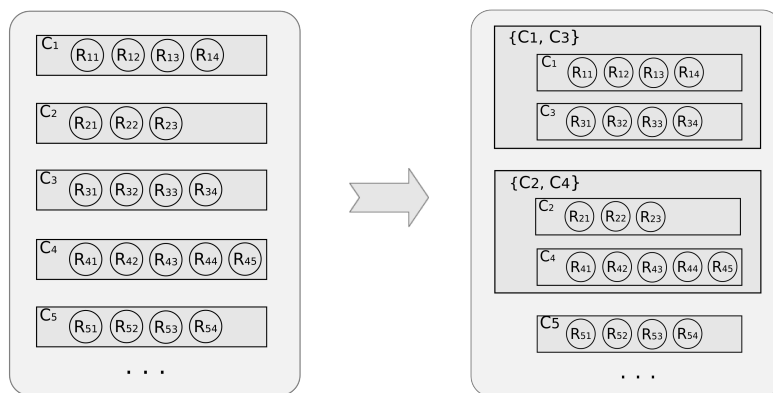 C1 R11 R12 R13 R14
C2 R21 R22 R23
C3 R31 R32 R33 R34
C4 R41 R42 R43 R44 R45
C5 R51 R52 R53 R54
. . .
{C1, C3}
C1 R11 R12 R13 R14
C3 R31 R32 R33 R34
{C2, C4}
C2 R21 R22 R23
C4 R41 R42 R43 R44 R45
C5 R51 R52 R53 R54
. . .